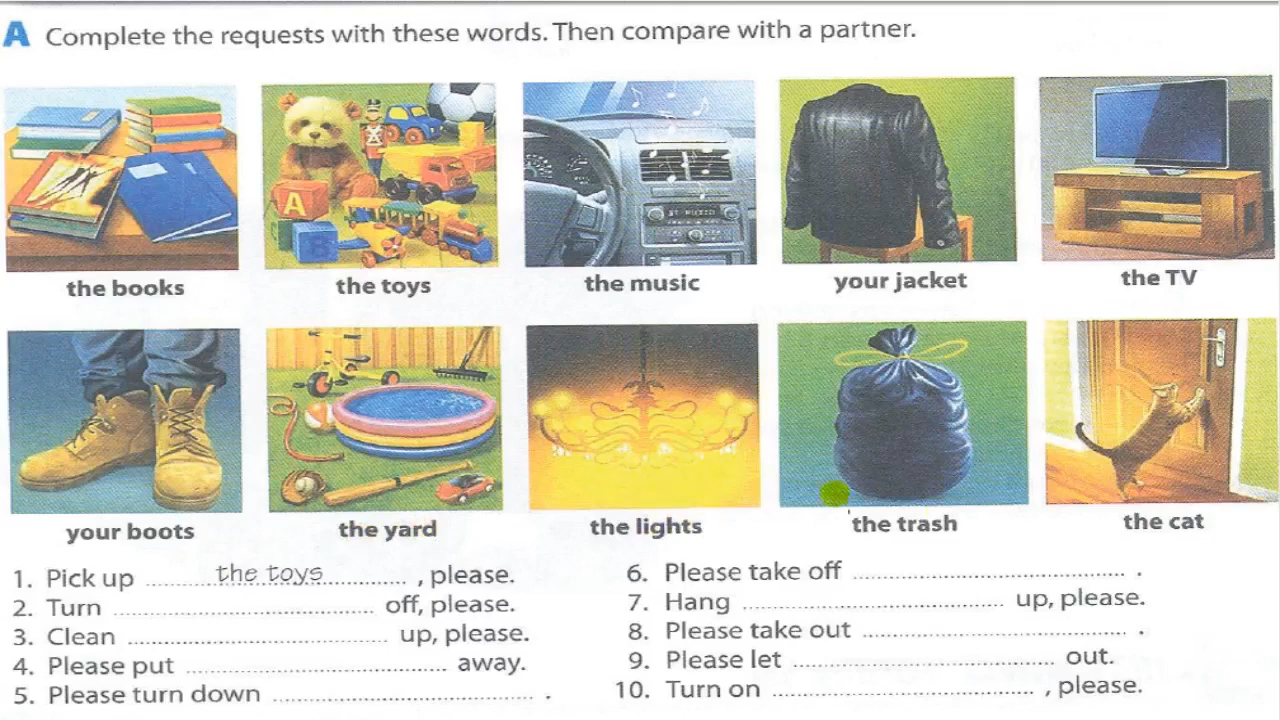 A Complete the requests with these words. Then compare with a partner.
the books
the toys
the music
your jacket
the TV
your boots
the yard
the lights
the trash
the cat
A
B
ST MUSIC
1. Pick up the toys , please.
2. Turn ........ off, please.
3. Clean ........ up, please.
4. Please put ........ away.
5. Please turn down ........ .
6. Please take off ........ .
7. Hang ........ up, please.
8. Please take out ........ .
9. Please let ........ out.
10. Turn on ........ , please.